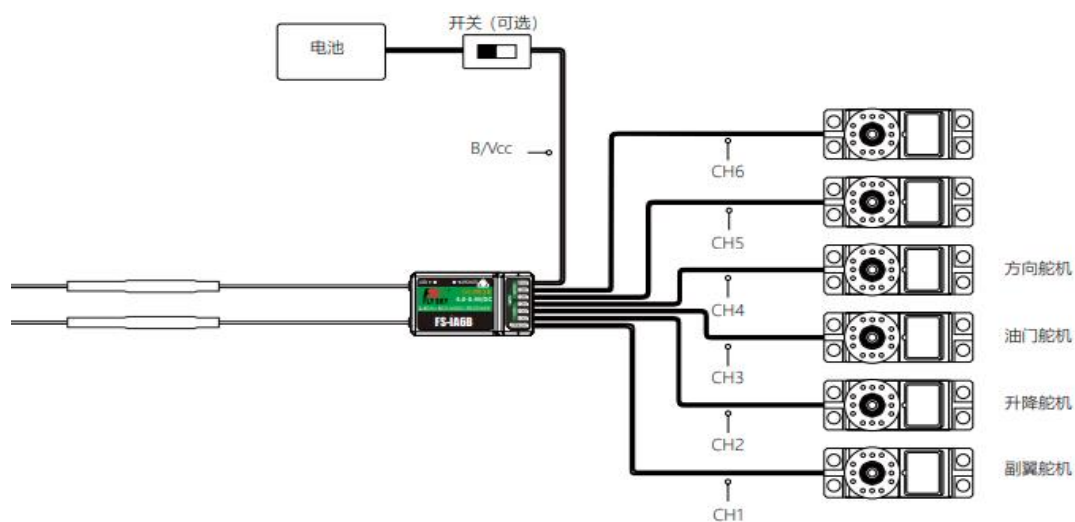 开关 (可选)
电池
B/Vcc
CH6
CH5
方向舵机
CH4
油门舵机
FS-iA6B
CH3
升降舵机
CH2
副翼舵机
CH1